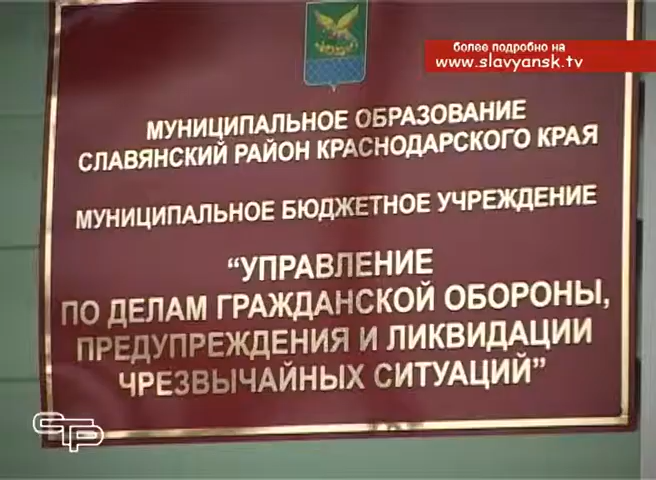 более подробно на
www.slavyansk.tv
МУНИЦИПАЛЬНОЕ ОБРАЗОВАНИЕ
СЛАВЯНСКИЙ РАЙОН КРАСНОДАРСКОГО КРАЯ
МУНИЦИПАЛЬНОЕ БЮДЖЕТНОЕ УЧРЕЖДЕНИЕ
“УПРАВЛЕНИЕ
ПО ДЕЛАМ ГРАЖДАНСКОЙ ОБОРОНЫ,
ПРЕДУПРЕЖДЕНИЯ И ЛИКВИДАЦИИ
ЧРЕЗВЫЧАЙНЫХ СИТУАЦИЙ”
СТР